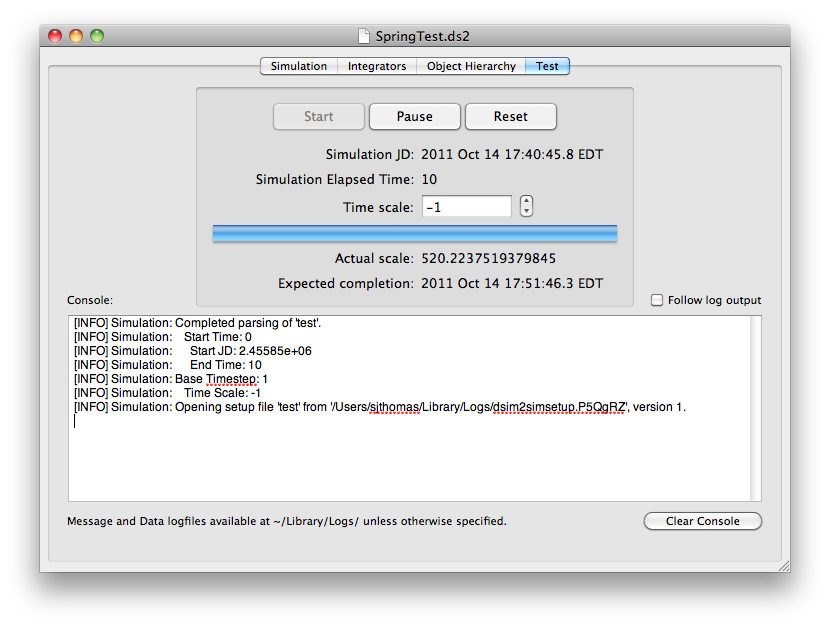 SpringTest.ds2
Simulation Integrators Object Hierarchy Test
Start Pause Reset
Simulation JD: 2011 Oct 14 17:40:45.8 EDT
Simulation Elapsed Time: 10
Time scale: -1
Actual scale: 520.2237519379845
Expected completion: 2011 Oct 14 17:51:46.3 EDT
Console: Follow log output
[INFO] Simulation: Completed parsing of 'test'.
[INFO] Simulation: Start Time: 0
[INFO] Simulation: Start JD: 2.45585e+06
[INFO] Simulation: End Time: 10
[INFO] Simulation: Base Timestep: 1
[INFO] Simulation: Time Scale: -1
[INFO] Simulation: Opening setup file 'test' from '/Users/sjthomas/Library/Logs/dsim2simsetup.P5QgRZ', version 1.
Message and Data logfiles available at ~/Library/Logs/ unless otherwise specified. Clear Console